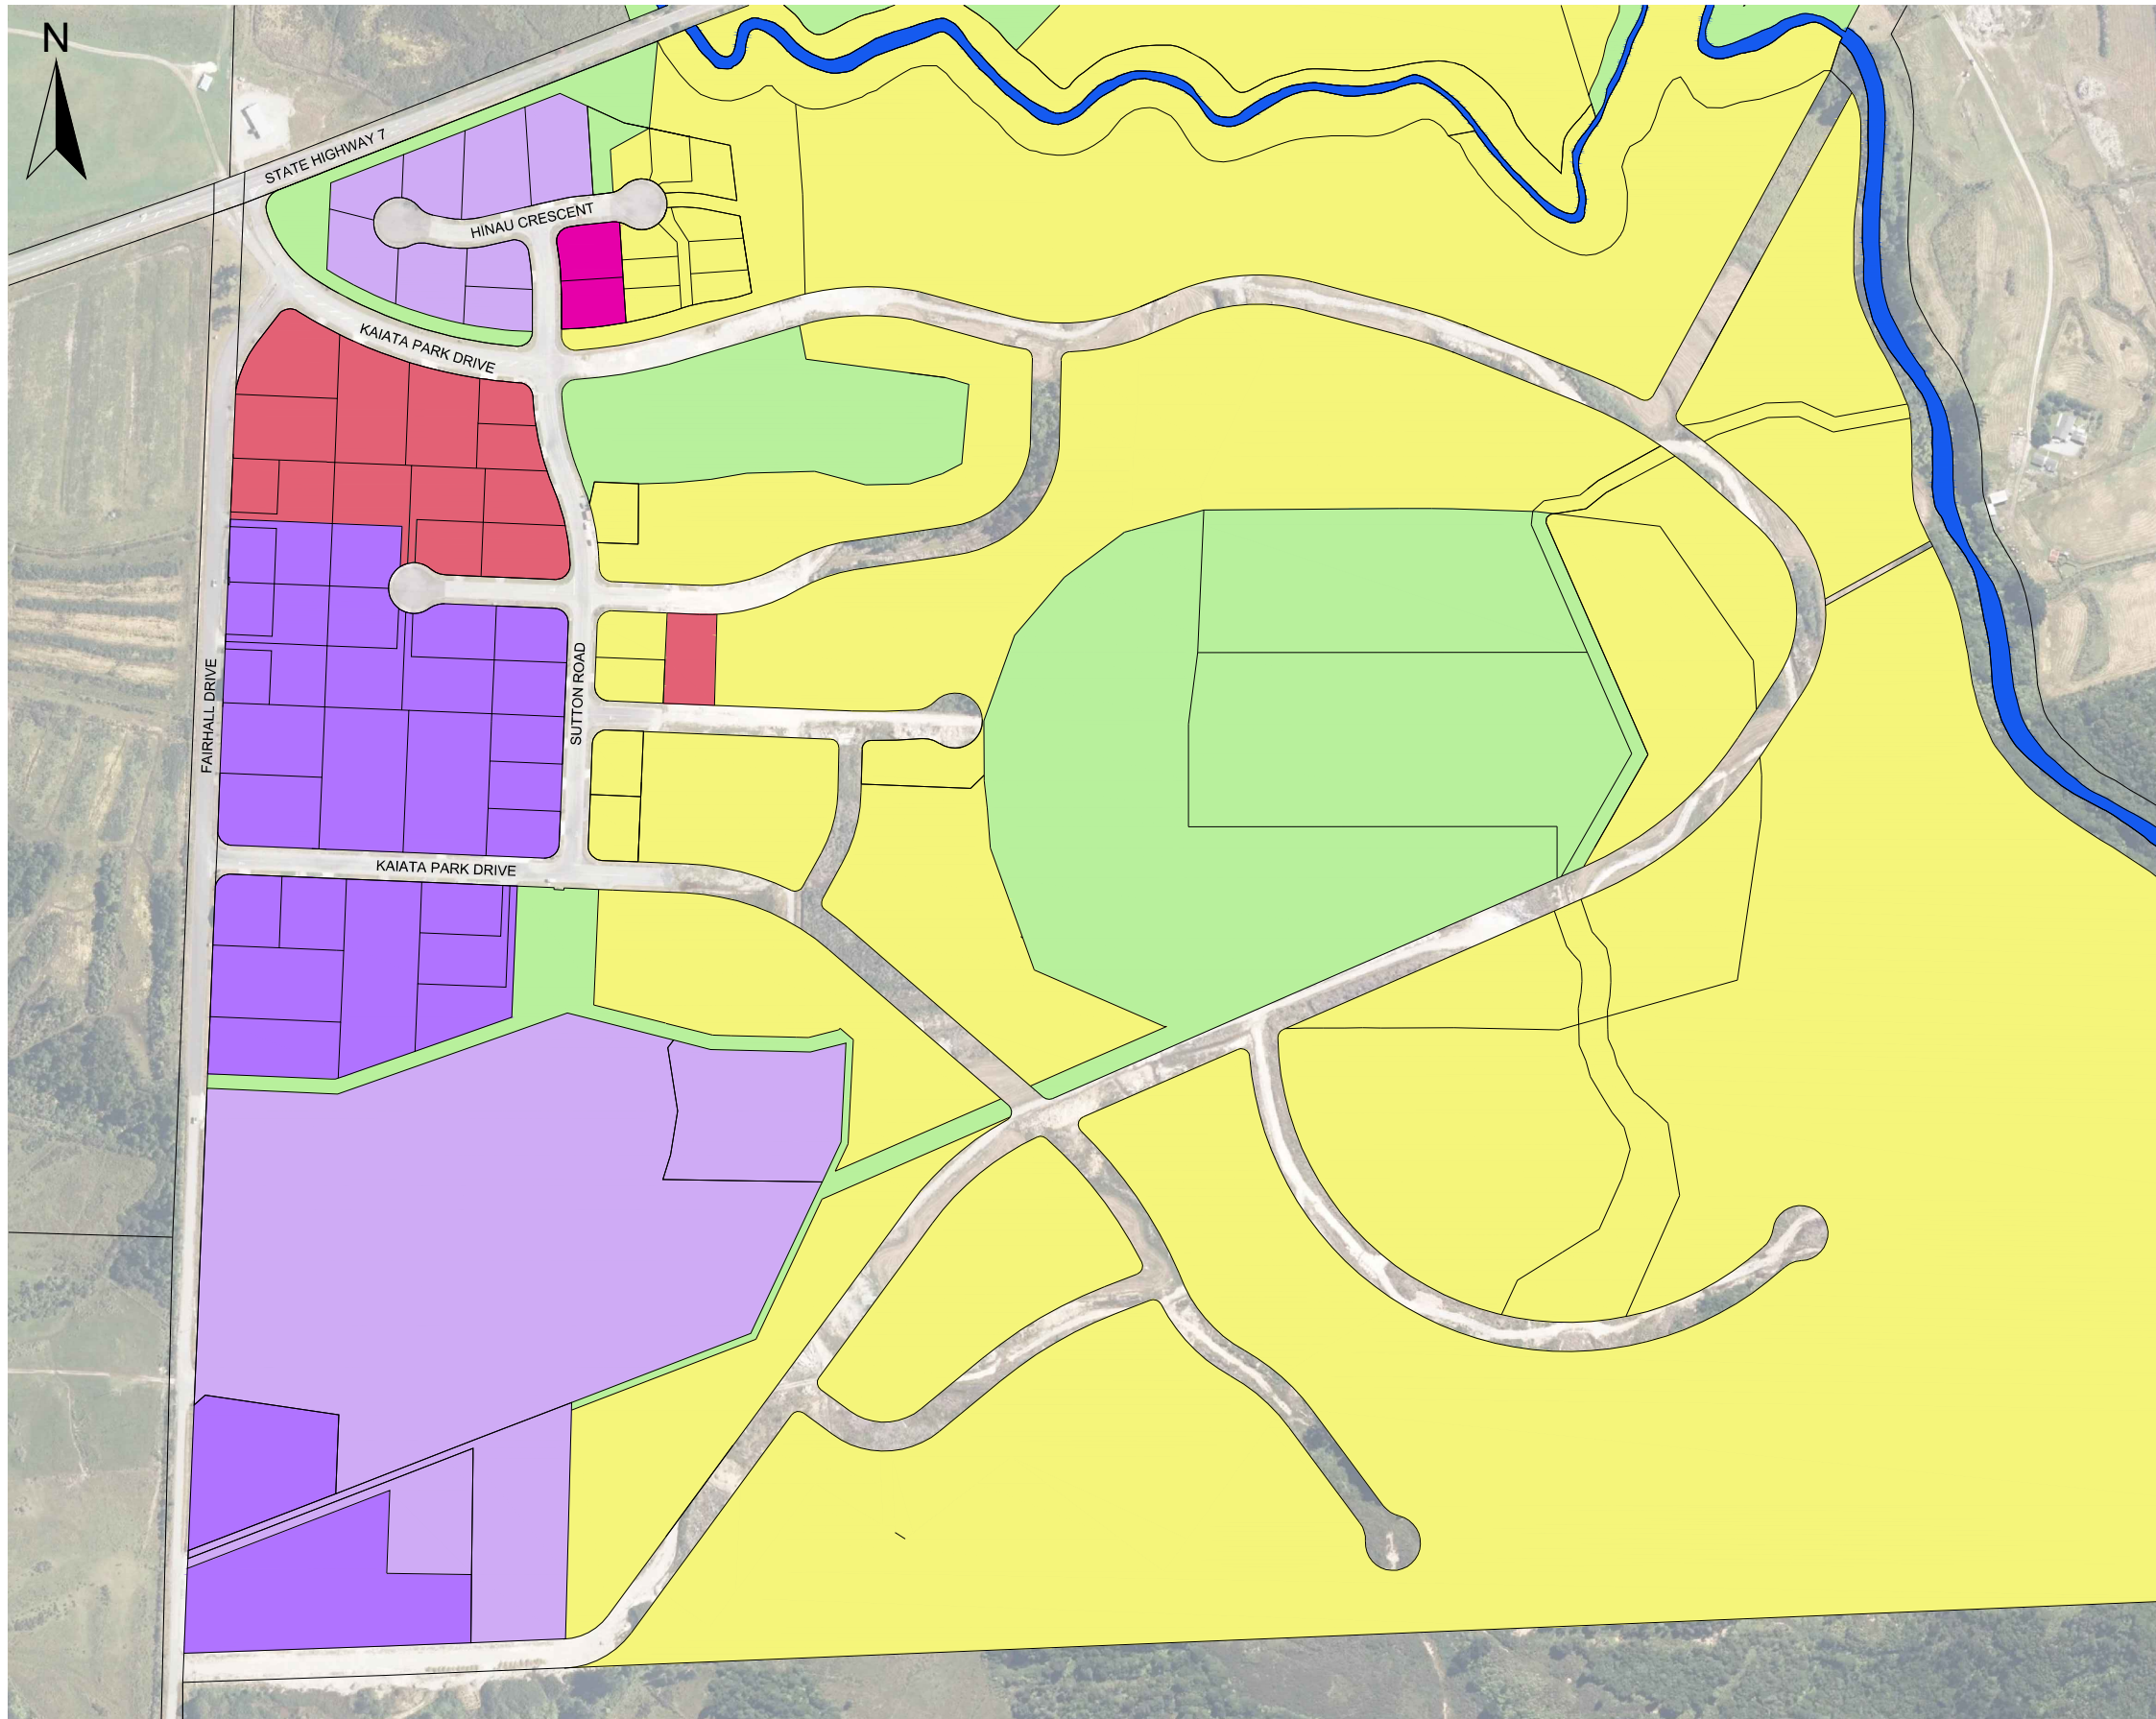 N
STATE HIGHWAY 7
HINAU CRESCENT
KAIATA PARK DRIVE
FAIRHALL DRIVE
SUTTON ROAD
KAIATA PARK DRIVE